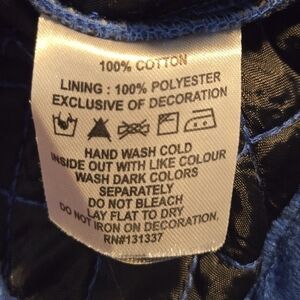 100% COTTON
LINING : 100% POLYESTER
EXCLUSIVE OF DECORATION
HAND WASH COLD
INSIDE OUT WITH LIKE COLOUR
WASH DARK COLORS
SEPARATELY
DO NOT BLEACH
LAY FLAT TO DRY
DO NOT IRON ON DECORATION.
RN#131337